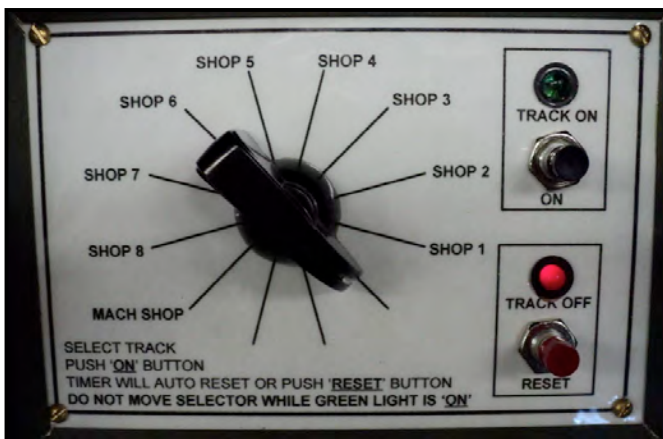 SHOP 5
SHOP 4
SHOP 6
SHOP 3
SHOP 7
SHOP 2
SHOP 8
SHOP 1
MACH SHOP
TRACK ON
ON
TRACK OFF
RESET
SELECT TRACK
PUSH 'ON' BUTTON
TIMER WILL AUTO RESET OR PUSH 'RESET' BUTTON
DO NOT MOVE SELECTOR WHILE GREEN LIGHT IS 'ON'